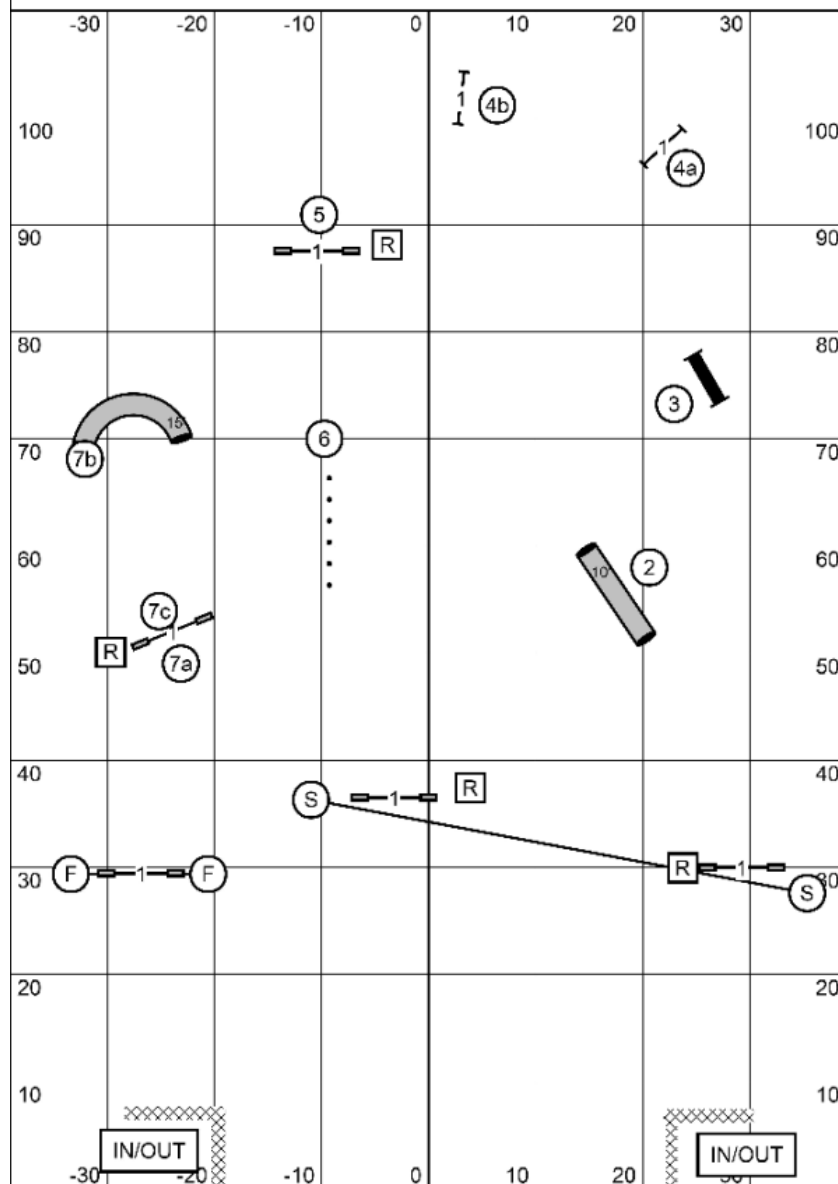 -30 -20 -10 0 10 20 30
1 4b
100 1 4a 100
5
90 1 R 90
80 80
3
15'
70 7b 6 70
60 10' 2 60
7c
1
50 R 7a 50
40 S 1 R 40
30 F 1 F R 1 30
S
20 20
10 10
IN/OUT IN/OUT
-30 -20 -10 0 10 20 30